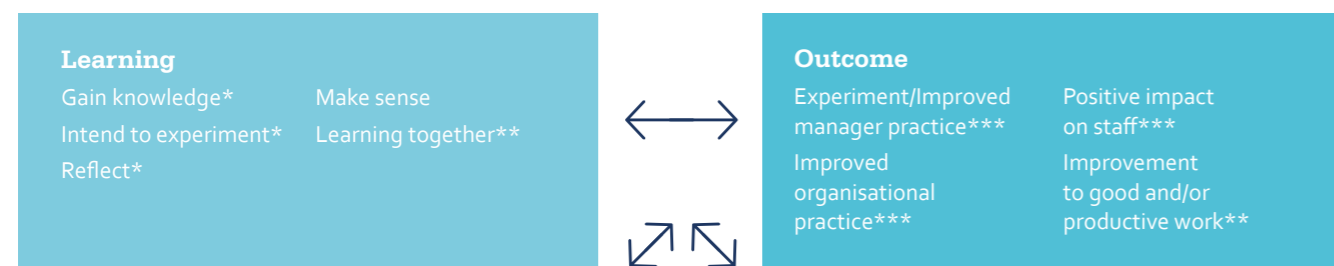 Learning
Gain knowledge*
Intend to experiment*
Reflect*
Make sense
Learning together**
Outcome
Experiment/Improved
manager practice***
Improved
organisational
practice***
Positive impact
on staff***
Improvement
to good and/or
productive work**